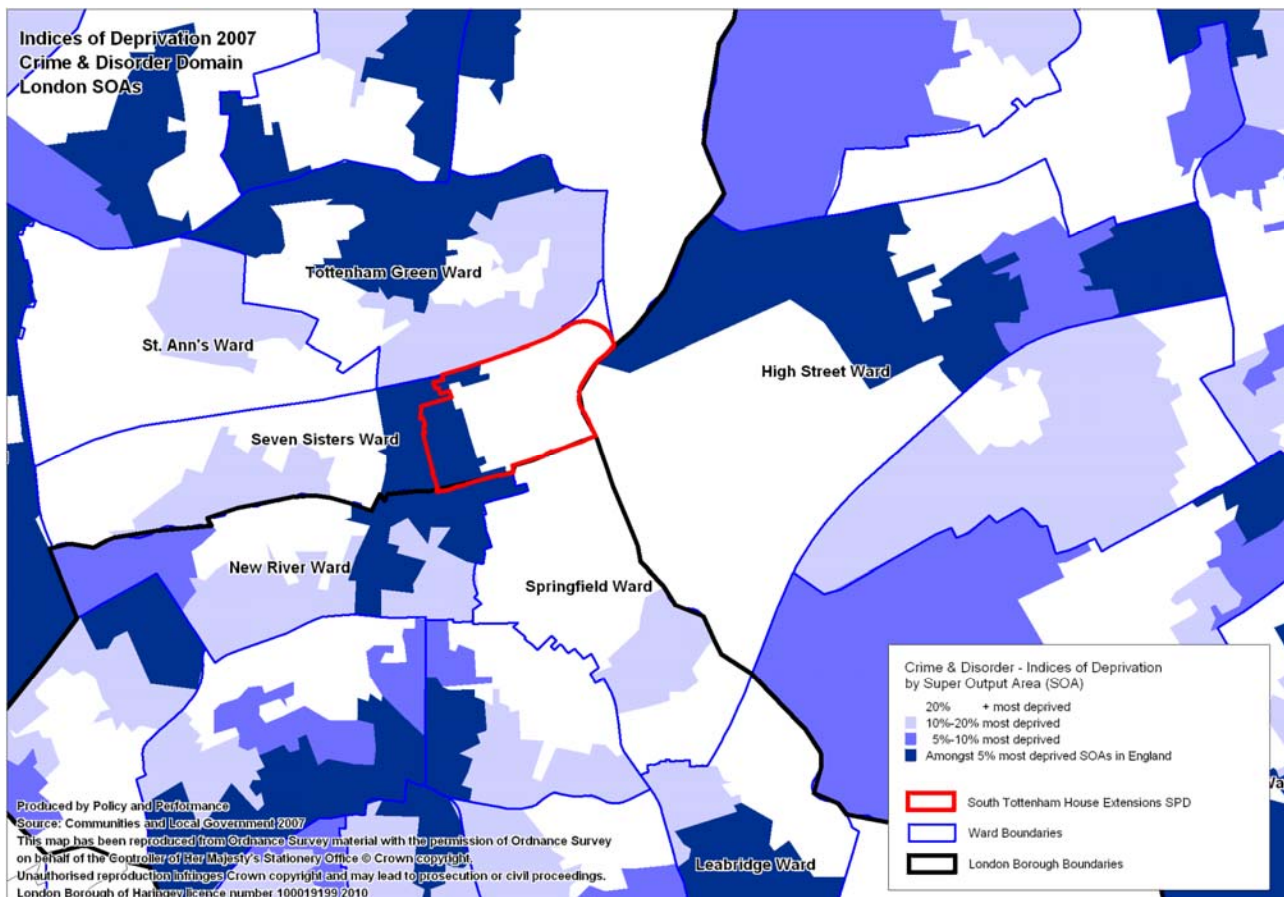 Indices of Deprivation 2007
Crime & Disorder Domain
London SOAs
Tottenham Green Ward
St. Ann's Ward
High Street Ward
Seven Sisters Ward
New River Ward
Springfield Ward
Leabridge Ward
Crime & Disorder - Indices of Deprivation
by Super Output Area (SOA)
20% + most deprived
10%-20% most deprived
5%-10% most deprived
Amongst 5% most deprived SOAs in England
South Tottenham House Extensions SPD
Ward Boundaries
London Borough Boundaries
Produced by Policy and Performance
Source: Communities and Local Government 2007
This map has been reproduced from Ordnance Survey material with the permission of Ordnance Survey
on behalf of the Controller of Her Majesty's Stationery Office © Crown copyright.
Unauthorised reproduction infringes Crown copyright and may lead to prosecution or civil proceedings.
London Borough of Haringey licence number 100019199 2010